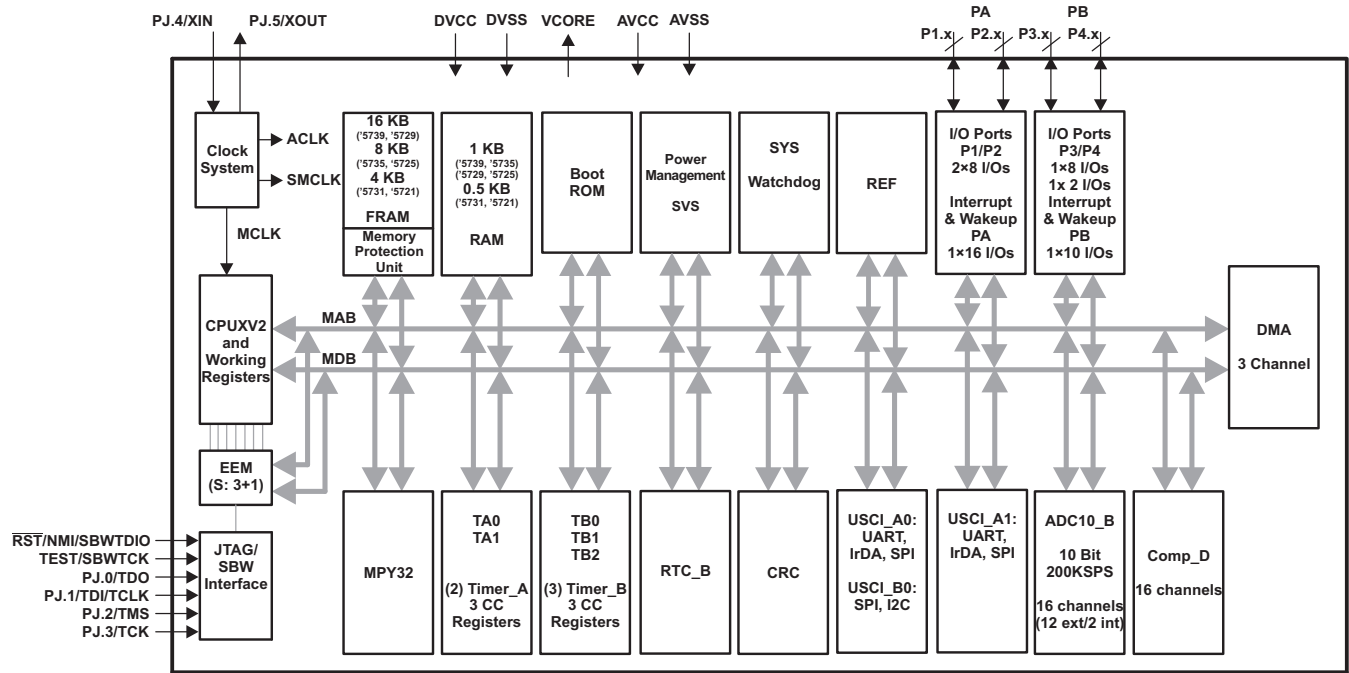 PJ.4/XIN
PJ.5/XOUT
DVCC
DVSS
VCORE
AVCC
AVSS
PA
P1.x
P2.x
PB
P3.x
P4.x
Clock
System
ACLK
SMCLK
MCLK
16 KB
('5739, '5729)
8 KB
('5735, '5725)
4 KB
('5731, '5721)
FRAM
Memory
Protection
Unit
1 KB
('5739, '5735)
('5729, '5725)
0.5 KB
('5731, '5721)
RAM
Boot
ROM
Power
Management
SVS
SYS
Watchdog
REF
I/O Ports
P1/P2
2×8 I/Os
Interrupt
& Wakeup
PA
1×16 I/Os
I/O Ports
P3/P4
1×8 I/Os
1x 2 I/Os
Interrupt
& Wakeup
PB
1×10 I/Os
CPUXV2
and
Working
Registers
MAB
MDB
DMA
3 Channel
EEM
(S: 3+1)
RST/NMI/SBWTDIO
TEST/SBWTCK
PJ.0/TDO
PJ.1/TDI/TCLK
PJ.2/TMS
PJ.3/TCK
JTAG/
SBW
Interface
MPY32
TA0
TA1
(2) Timer_A
3 CC
Registers
TB0
TB1
TB2
(3) Timer_B
3 CC
Registers
RTC_B
CRC
USCI_A0:
UART,
IrDA, SPI
USCI_B0:
SPI, I2C
USCI_A1:
UART,
IrDA, SPI
ADC10_B
10 Bit
200KSPS
16 channels
(12 ext/2 int)
Comp_D
16 channels